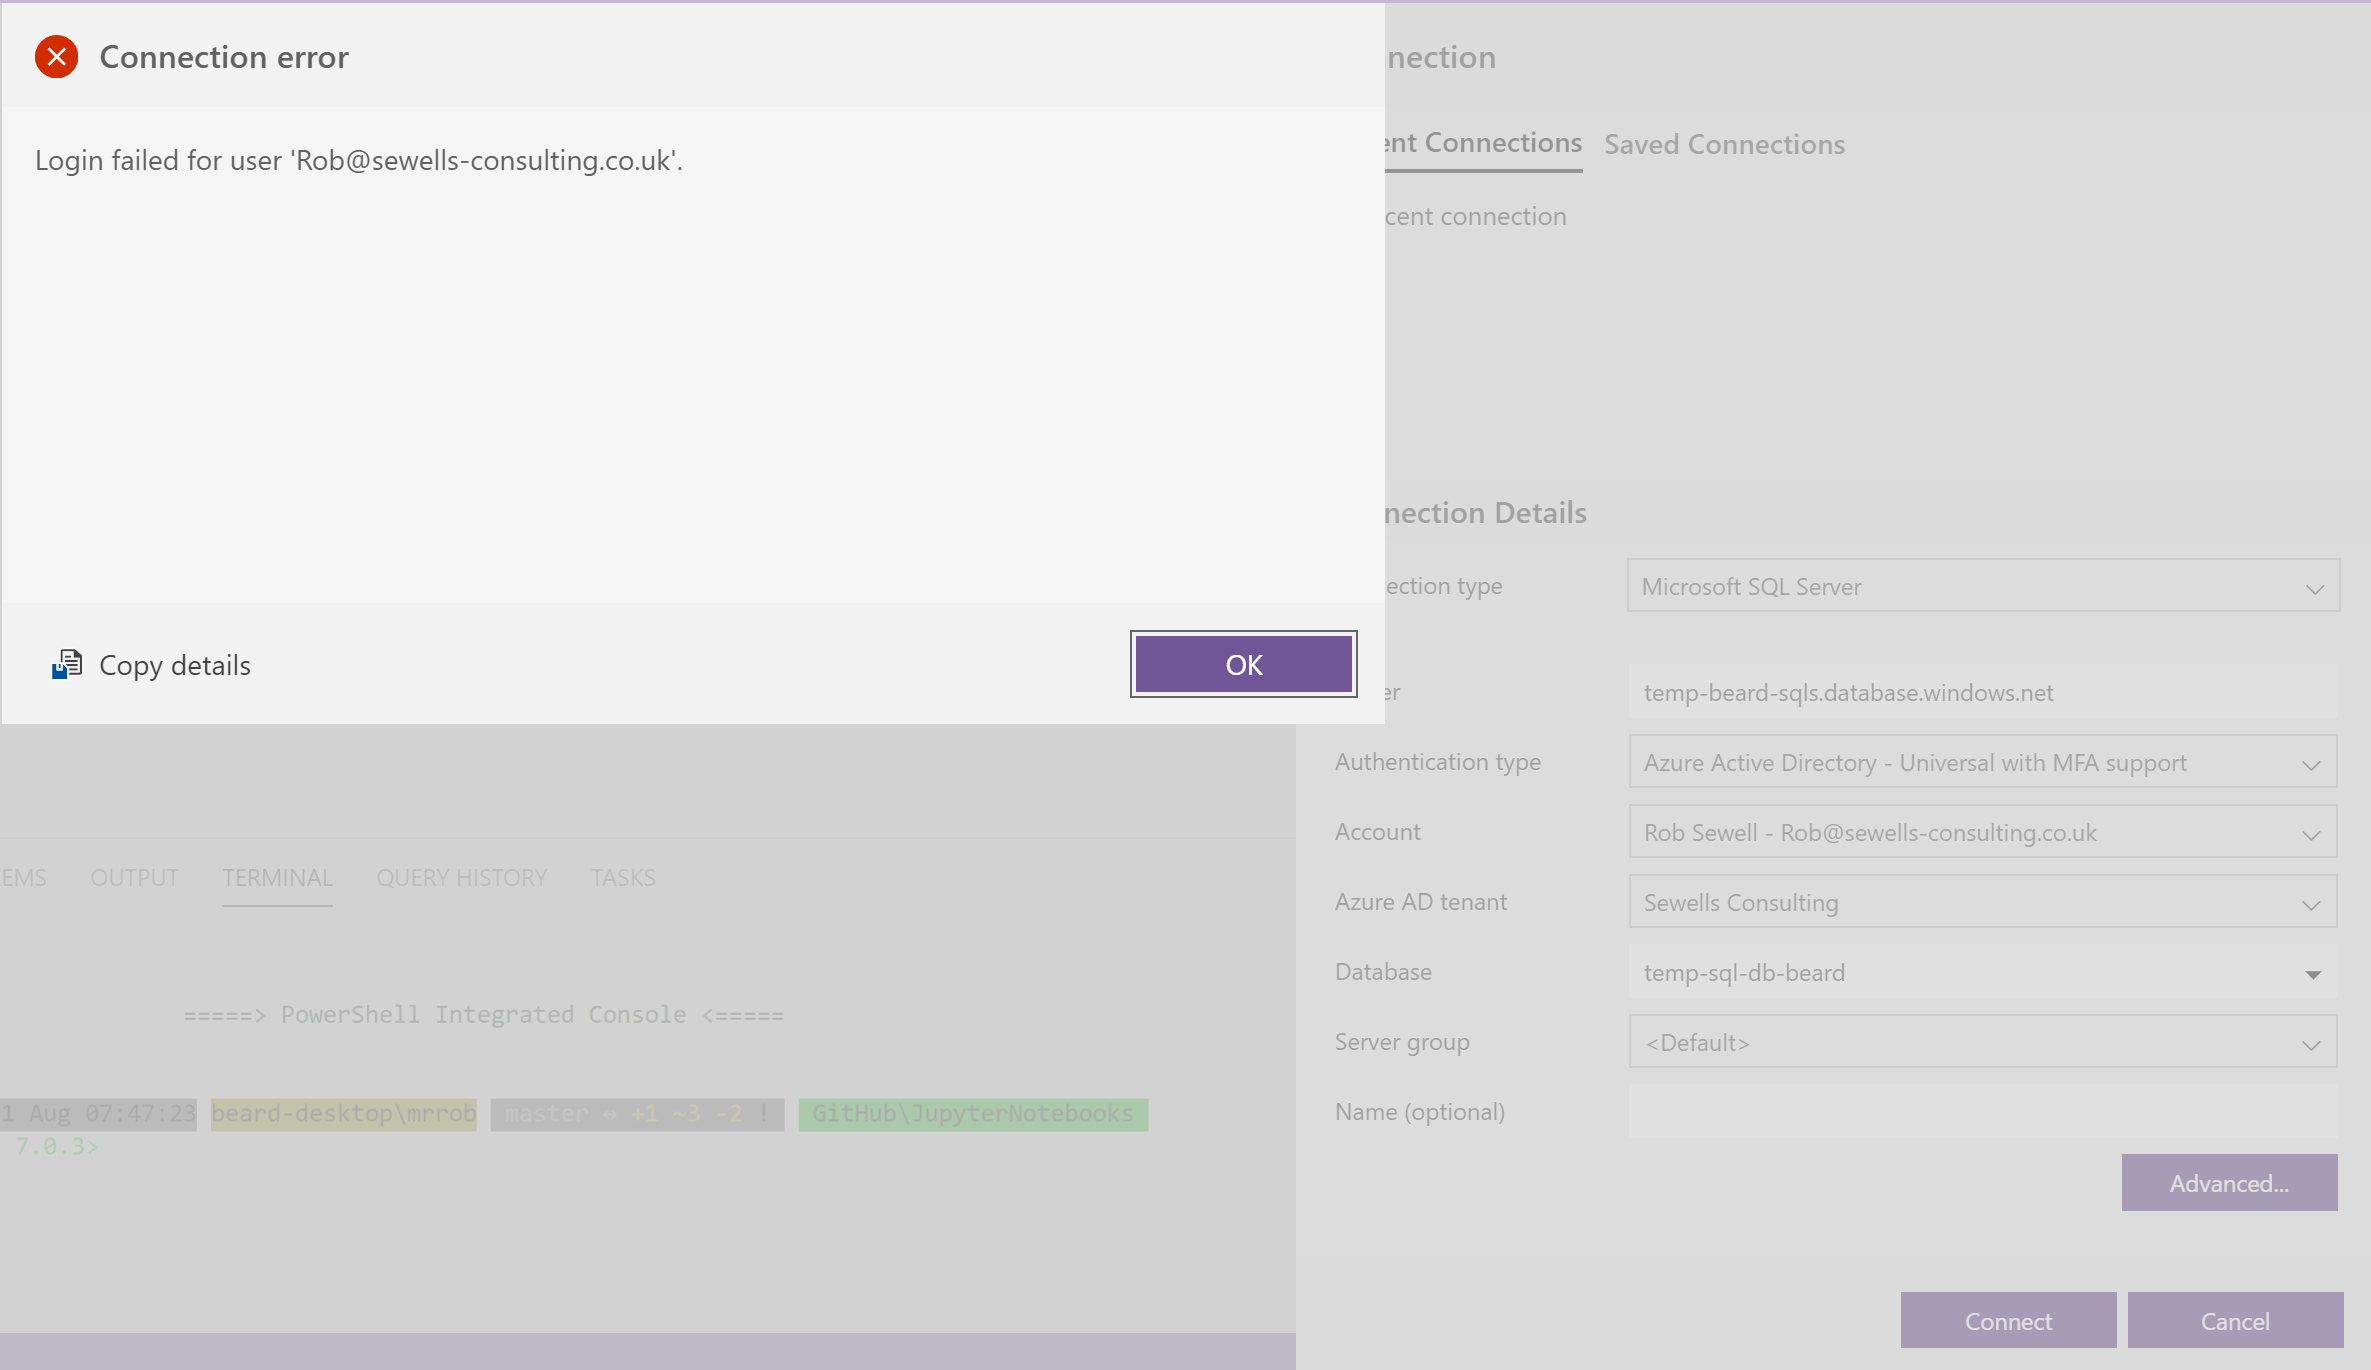 Connection error
Login failed for user 'Rob@sewells-consulting.co.uk'.
Copy details
OK
nection
ent Connections
Saved Connections
cent connection
nection Details
ection type
Microsoft SQL Server
er
temp-beard-sqls.database.windows.net
Authentication type
Azure Active Directory - Universal with MFA support
Account
Rob Sewell - Rob@sewells-consulting.co.uk
Azure AD tenant
Sewells Consulting
Database
temp-sql-db-beard
Server group
<Default>
Name (optional)
Advanced...
Connect
Cancel
EMS
OUTPUT
TERMINAL
QUERY HISTORY
TASKS
=====> PowerShell Integrated Console <=====
1 Aug 07:47:23 beard-desktop\mrrob master ↔ +1 ~3 -2 ! GitHub\JupyterNotebooks
7.0.3>